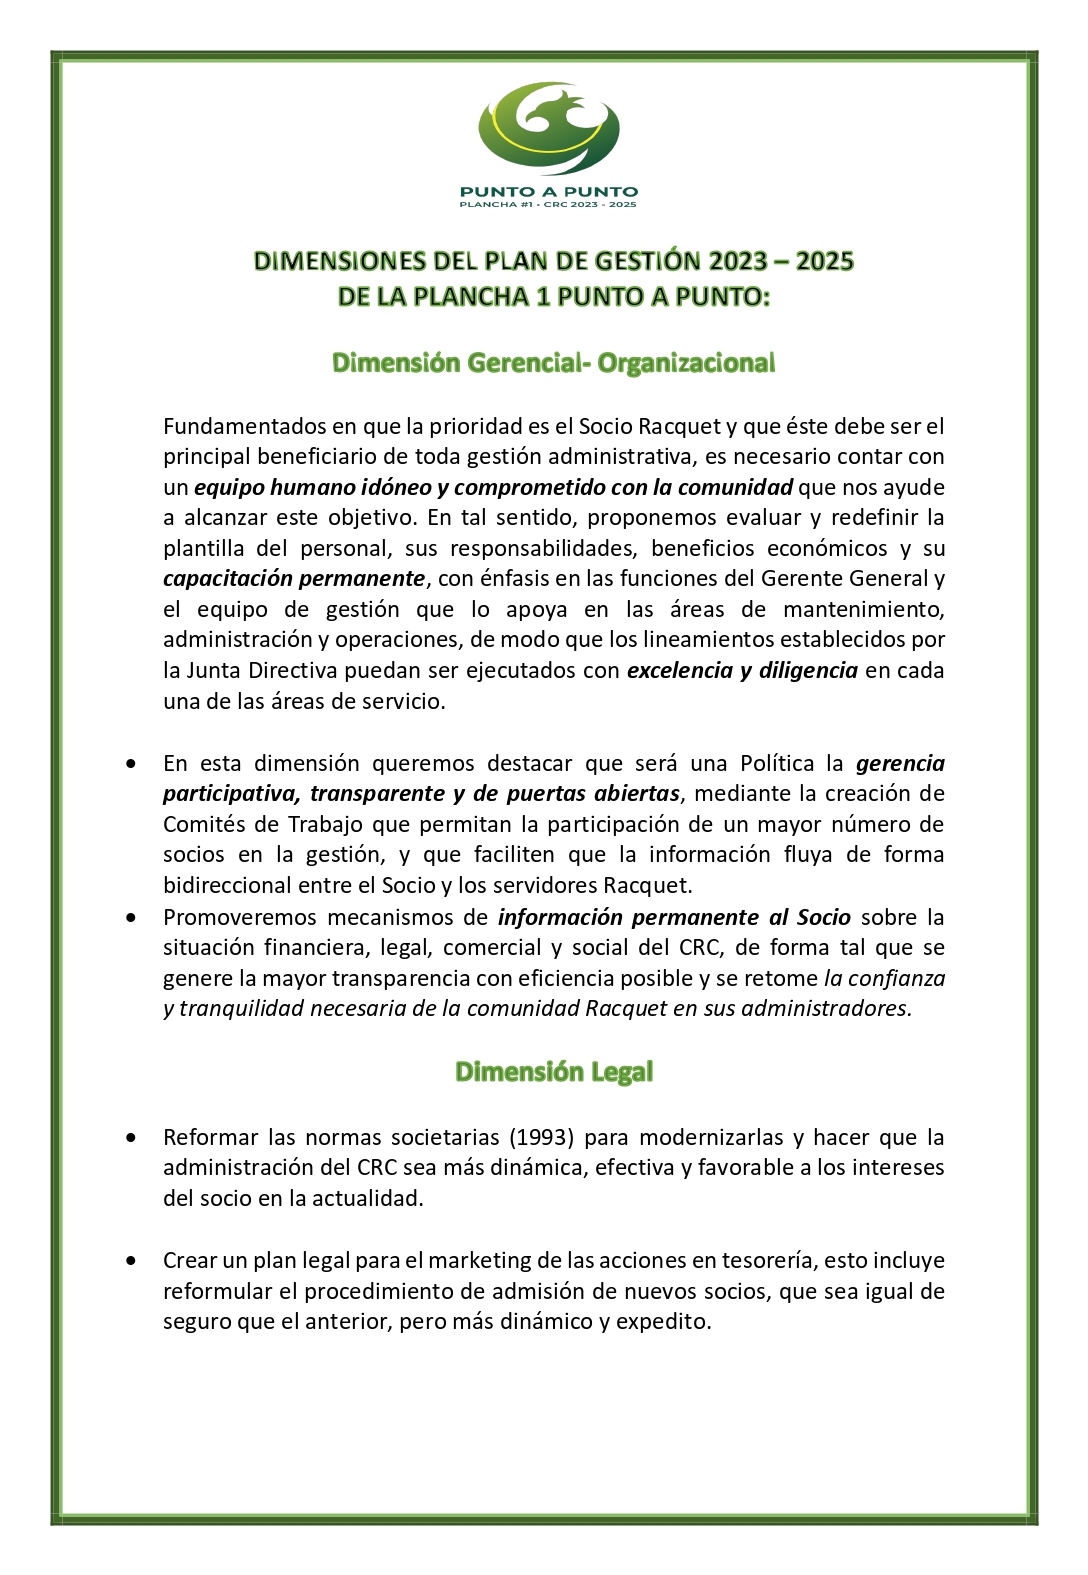 PUNTO A PUNTO
PLANCHA #1 - CRC 2023 - 2025
DIMENSIONES DEL PLAN DE GESTIÓN 2023 – 2025
DE LA PLANCHA 1 PUNTO A PUNTO:
Dimensión Gerencial- Organizacional
Fundamentados en que la prioridad es el Socio Racquet y que éste debe ser el
principal beneficiario de toda gestión administrativa, es necesario contar con
un equipo humano idóneo y comprometido con la comunidad que nos ayude
a alcanzar este objetivo. En tal sentido, proponemos evaluar y redefinir la
plantilla del personal, sus responsabilidades, beneficios económicos y su
capacitación permanente, con énfasis en las funciones del Gerente General y
el equipo de gestión que lo apoya en las áreas de mantenimiento,
administración y operaciones, de modo que los lineamientos establecidos por
la Junta Directiva puedan ser ejecutados con excelencia y diligencia en cada
una de las áreas de servicio.
• En esta dimensión queremos destacar que será una Política la gerencia
participativa, transparente y de puertas abiertas, mediante la creación de
Comités de Trabajo que permitan la participación de un mayor número de
socios en la gestión, y que faciliten que la información fluya de forma
bidireccional entre el Socio y los servidores Racquet.
• Promoveremos mecanismos de información permanente al Socio sobre la
situación financiera, legal, comercial y social del CRC, de forma tal que se
genere la mayor transparencia con eficiencia posible y se retome la confianza
y tranquilidad necesaria de la comunidad Racquet en sus administradores.
Dimensión Legal
• Reformar las normas societarias (1993) para modernizarlas y hacer que la
administración del CRC sea más dinámica, efectiva y favorable a los intereses
del socio en la actualidad.
• Crear un plan legal para el marketing de las acciones en tesorería, esto incluye
reformular el procedimiento de admisión de nuevos socios, que sea igual de
seguro que el anterior, pero más dinámico y expedito.